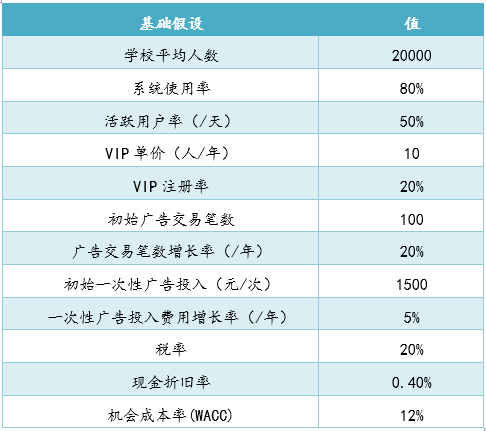 基础假设 值
学校平均人数 20000
系统使用率 80%
活跃用户率（/天） 50%
VIP 单价（人/年） 10
VIP 注册率 20%
初始广告交易笔数 100
广告交易笔数增长率（/年） 20%
初始一次性广告投入（元/次） 1500
一次性广告投入费用增长率（/年） 5%
税率 20%
现金折旧率 0.40%
机会成本率(WACC) 12%